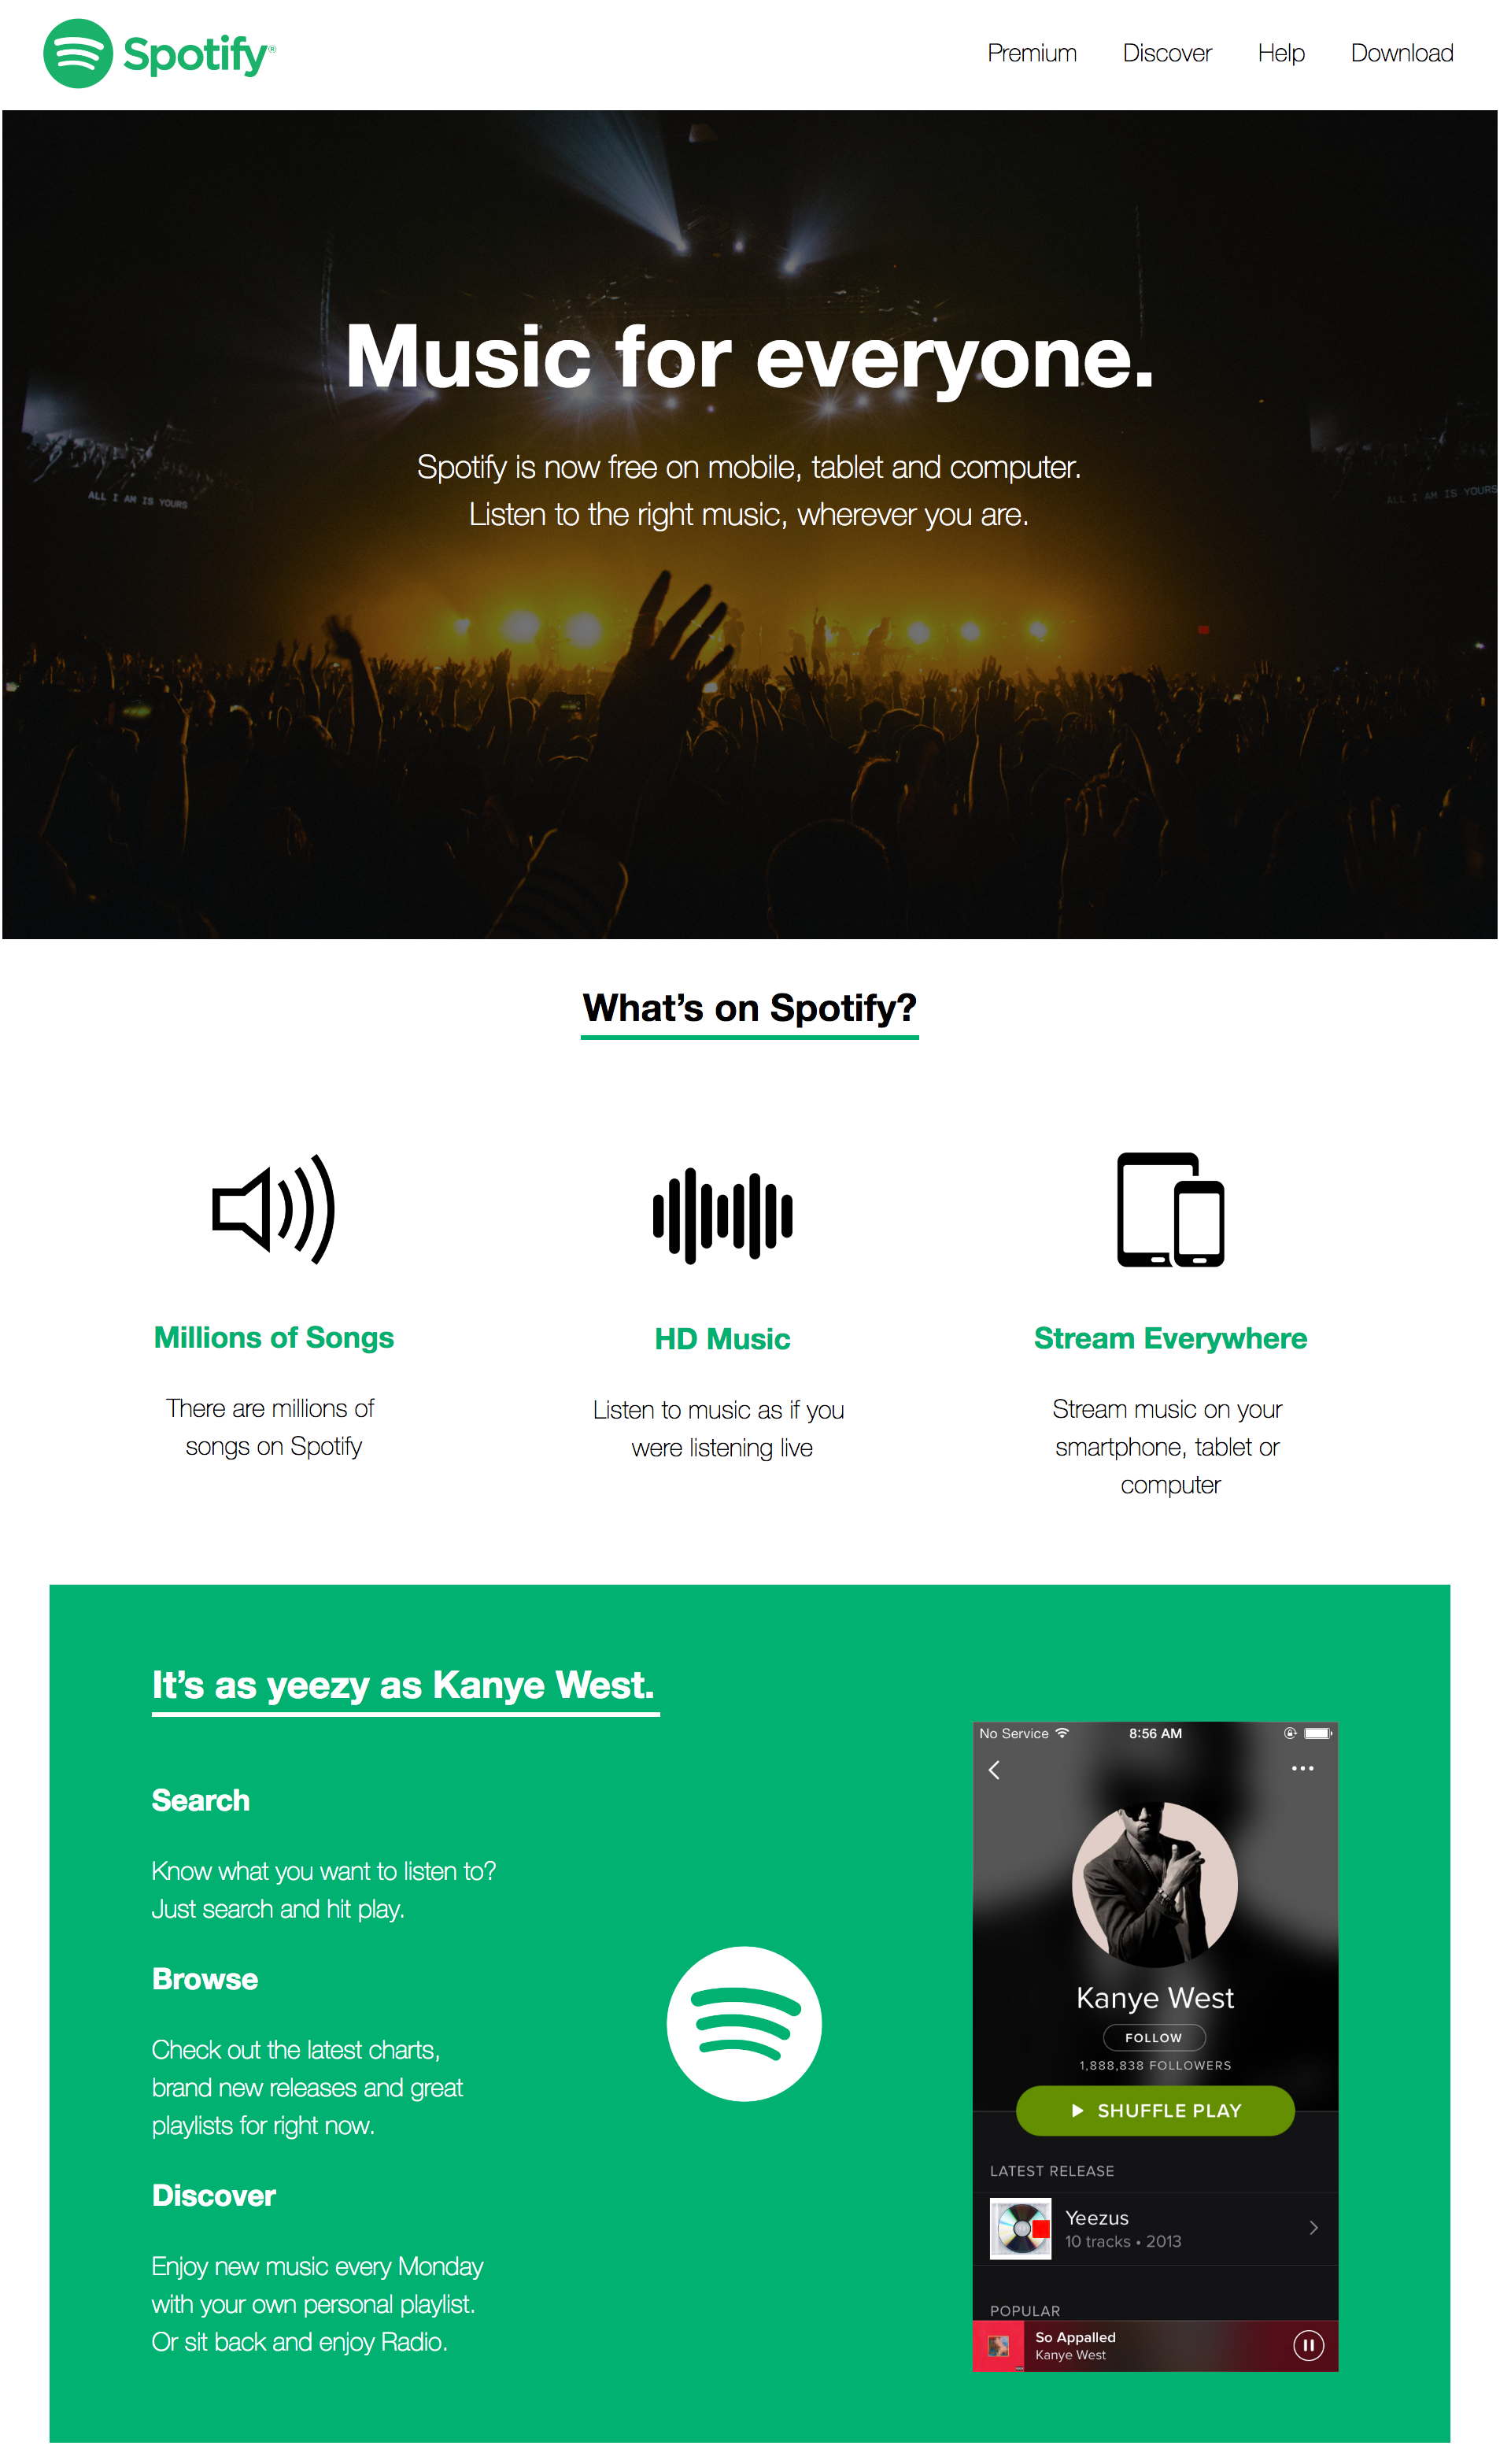 Spotify®
Premium Discover Help Download
Music for everyone.
Spotify is now free on mobile, tablet and computer.
Listen to the right music, wherever you are.
ALL I AM IS YOURS
ALL I AM IS YOURS
What’s on Spotify?
Millions of Songs
There are millions of
songs on Spotify
HD Music
Listen to music as if you
were listening live
Stream Everywhere
Stream music on your
smartphone, tablet or
computer
It’s as yeezy as Kanye West.
Search
Know what you want to listen to?
Just search and hit play.
Browse
Check out the latest charts,
brand new releases and great
playlists for right now.
Discover
Enjoy new music every Monday
with your own personal playlist.
Or sit back and enjoy Radio.
No Service 8:56 AM
Kanye West
FOLLOW
1,888,838 FOLLOWERS
SHUFFLE PLAY
LATEST RELEASE
Yeezus
10 tracks • 2013
POPULAR
So Appalled
Kanye West